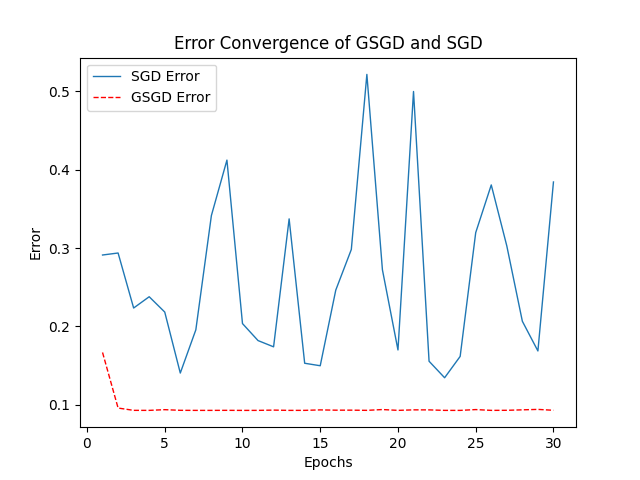 Error Convergence of GSGD and SGD
SGD Error
GSGD Error
0.5
0.4
0.3
0.2
0.1
Error
0 5 10 15 20 25 30
Epochs